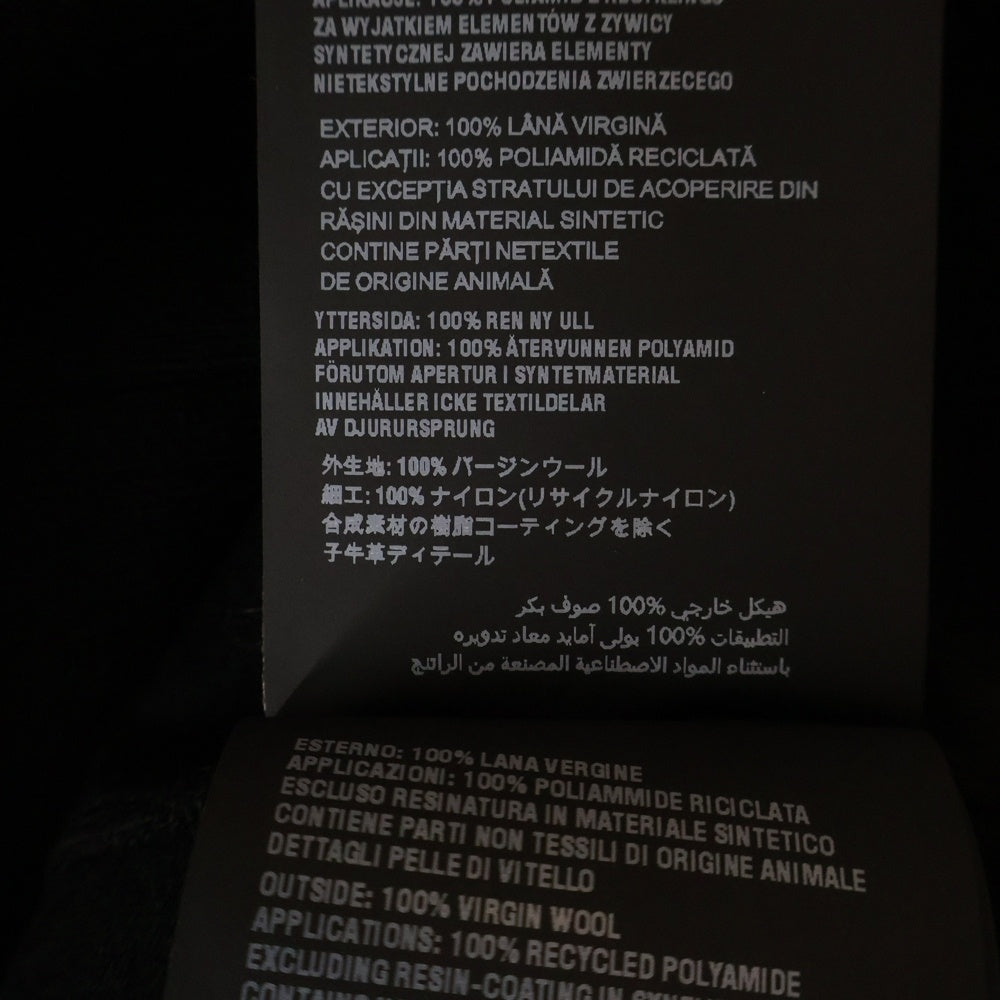 APLIKACJE: 100% POLIAMID Z RECYKLINGU
ZA WYJATKIEM ELEMENTÓW Z ZYWICY
SYNTETYCZNEJ ZAWIERA ELEMENTY
NIETEKSTYLNE POCHODZENIA ZWIERZECEGO
EXTERIOR: 100% LÂNĂ VIRGINĂ
APLICAȚII: 100% POLIAMIDĂ RECICLATĂ
CU EXCEPȚIA STRATULUI DE ACOPERIRE DIN
RĂȘINI DIN MATERIAL SINTETIC
CONTINE PĂRȚI NETEXTILE
DE ORIGINE ANIMALĂ
YTTERSIDA: 100% REN NY ULL
APPLIKATION: 100% ÅTERVUNNEN POLYAMID
FÖRUTOM APERTUR I SYNTETMATERIAL
INNEHÅLLER ICKE TEXTILDELAR
AV DJURURSPRUNG
外生地: 100% バージンウール
細工: 100% ナイロン(リサイクルナイロン)
合成素材の樹脂コーティングを除く
子牛革ディテール
هيكل خارجي %100 صوف بكر
التطبيقات %100 بولى أمايد معاد تدويره
باستثناء المواد الاصطناعية المصنعة من الراتنج
ESTERNO: 100% LANA VERGINE
APPLICAZIONI: 100% POLIAMMIDE RICICLATA
ESCLUSO RESINATURA IN MATERIALE SINTETICO
CONTIENE PARTI NON TESSILI DI ORIGINE ANIMALE
DETTAGLI PELLE DI VITELLO
OUTSIDE: 100% VIRGIN WOOL
APPLICATIONS: 100% RECYCLED POLYAMIDE
EXCLUDING RESIN-COATING IN